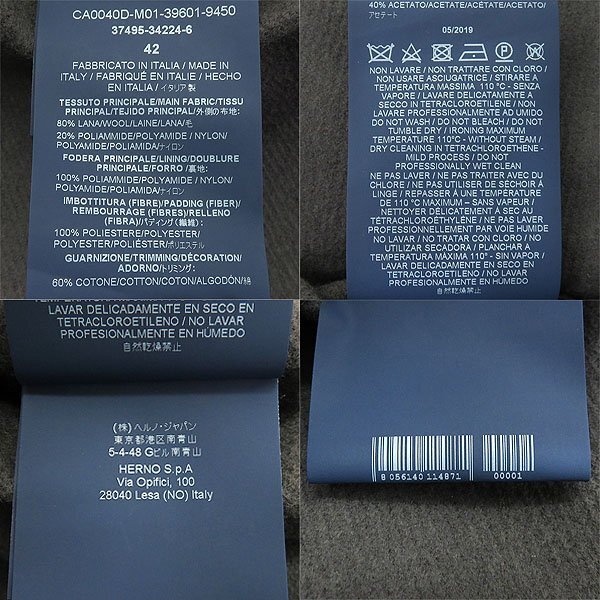 CA0040D-M01-39601-9450
37495-34224-6
42
FABBRICATO IN ITALIA / MADE IN
ITALY / FABRIQUÉ EN ITALIE / HECHO
EN ITALIA / イタリア製
TESSUTO PRINCIPALE/MAIN FABRIC/TISSU
PRINCIPAL/TEJIDO PRINCIPAL/外側の布地:
80% LANA/WOOL/LAINE/LANA/毛
20% POLIAMMIDE/POLYAMIDE / NYLON/
POLYAMIDE/POLIAMIDA/ナイロン
FODERA PRINCIPALE/LINING/DOUBLURE
PRINCIPALE/FORRO /裏地:
100% POLIAMMIDE/POLYAMIDE / NYLON/
POLYAMIDE/POLIAMIDA/ナイロン
IMBOTTITURA (FIBRE)/PADDING (FIBER)/
REMBOURRAGE (FIBRES)/RELLENO
(FIBRA)/パディング(繊維):
100% POLIESTERE/POLYESTER/
POLYESTER/POLIÉSTER/ポリエステル
GUARNIZIONE/TRIMMING/DÉCORATION/
ADORNO/トリミング:
60% COTONE/COTTON/COTON/ALGODÓN/綿
40% ACETATO/ACETATE/ACÉTATE/ACETATO/
アセテート
05/2019
NON LAVARE / NON TRATTARE CON CLORO /
NON USARE ASCIUGATRICE / STIRARE A
TEMPERATURA MASSIMA 110 °C - SENZA
VAPORE / LAVARE DELICATAMENTE A
SECCO IN TETRACLOROETILENE / NON
LAVARE PROFESSIONALMENTE AD UMIDO
DO NOT WASH / DO NOT BLEACH / DO NOT
TUMBLE DRY / IRONING MAXIMUM
TEMPERATURE 110°- WITHOUT STEAM /
DRY CLEANING IN TETRACHLOROETHENE -
MILD PROCESS / DO NOT
PROFESSIONALLY WET CLEAN
NE PAS LAVER / NE PAS TRAITER AVEC DU
CHLORE / NE PAS UTILISER DE SECHOIR À
LINGE / REPASSER À UNE TEMPERATURE
DE 110 °C MAXIMUM – SANS VAPEUR/
NETTOYER DÉLICATEMENT À SEC AU
TÉTRACHLOROÉTHYLÈNE / NE PAS LAVER
PROFESSIONNELLEMENT PAR VOIE HUMIDE
NO LAVAR / NO TRATAR CON CLORO / NO
UTILIZAR SECADORA / PLANCHAR A
TEMPERATURA MÀXIMA 110° - SIN VAPOR /
LAVAR DELICADAMENTE EN SECO EN
TETRACLOROETILENO / NO LAVAR
PROFESIONALMENTE EN HÚMEDO
LAVAR DELICADAMENTE EN SECO EN
TETRACLOROETILENO / NO LAVAR
PROFESIONALMENTE EN HÚMEDO
自然乾燥禁止
(株)ヘルノ・ジャパン
東京都港区南青山
5-4-48 Gビル南青山
HERNO S.p.A
Via Opifici, 100
28040 Lesa (NO) Italy
8 056140 114871
00001